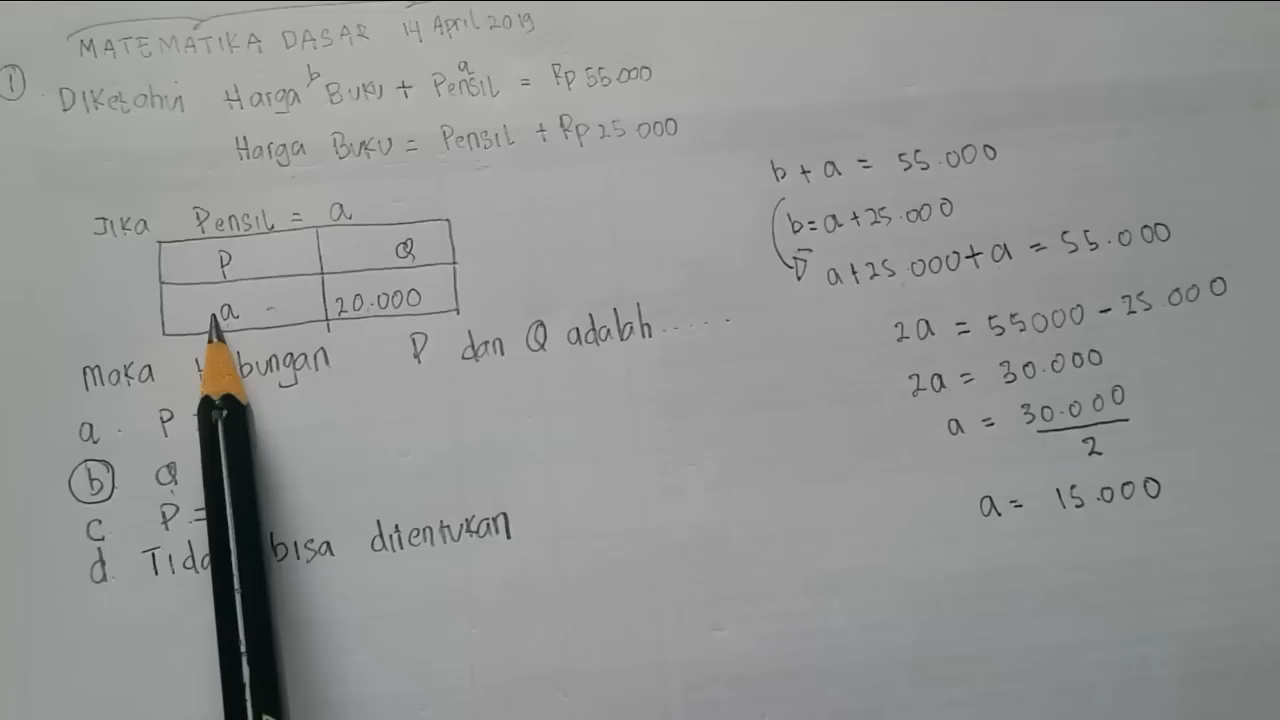 MATEMATIKA DASAR 14 April 2019
① Diketahui Harga Buku + Pensil = Rp 55.000
b a
Harga Buku = Pensil + Rp 25 000
Jika Pensil = a
P Q
a 20.000
Maka P dan Q adalah ......
a. P
b Q
c. P =
d. bisa ditentukan
b + a = 55.000
b = a + 25.000
a + 25.000 + a = 55.000
2a = 55000 - 25.000
2a = 30.000
a = 30.000
2
a = 15.000